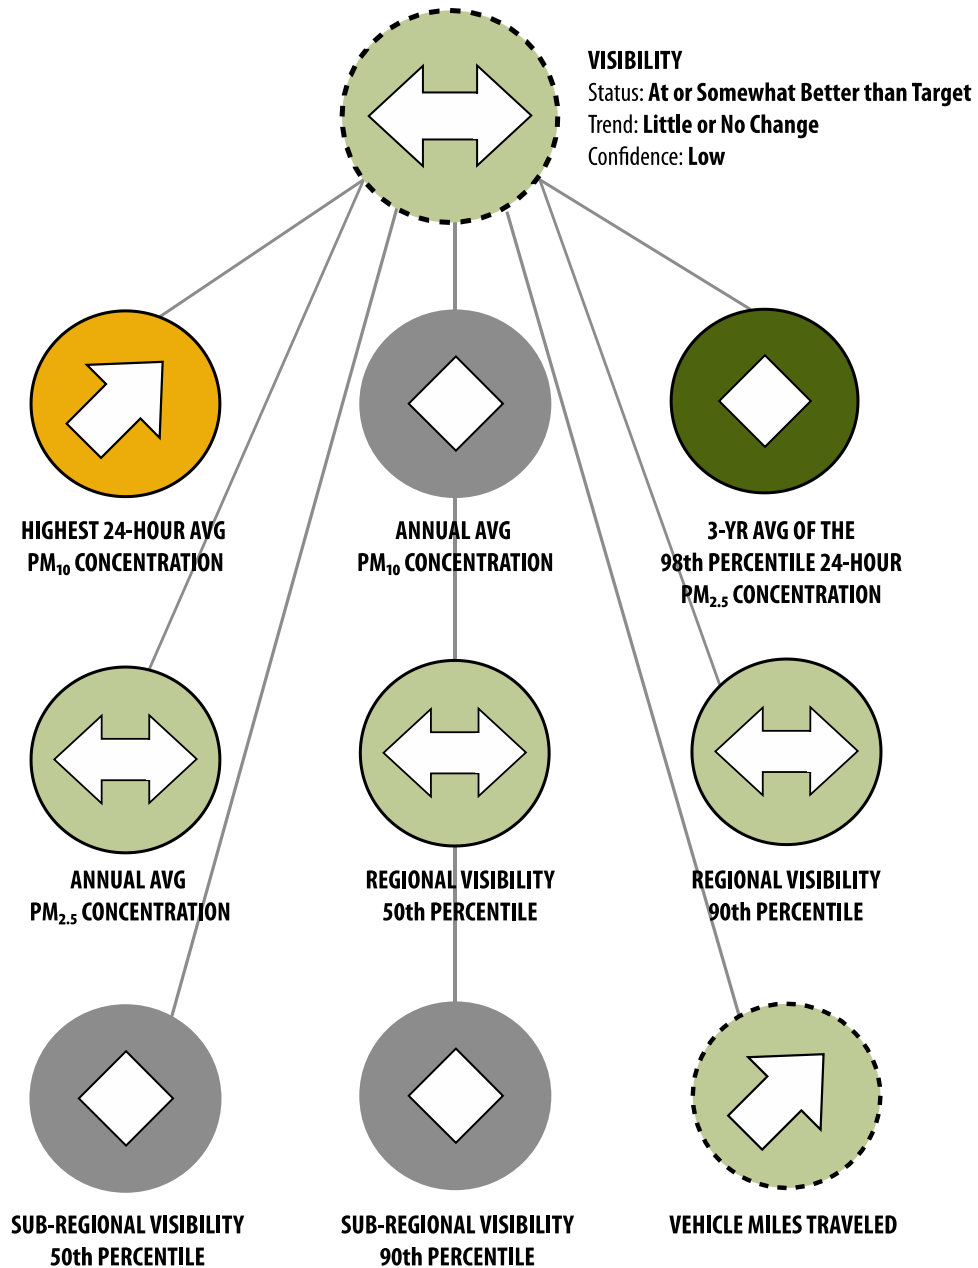 VISIBILITY
Status: At or Somewhat Better than Target
Trend: Little or No Change
Confidence: Low
HIGHEST 24-HOUR AVG
PM₁₀ CONCENTRATION
ANNUAL AVG
PM₁₀ CONCENTRATION
3-YR AVG OF THE
98th PERCENTILE 24-HOUR
PM₂.₅ CONCENTRATION
ANNUAL AVG
PM₂.₅ CONCENTRATION
REGIONAL VISIBILITY
50th PERCENTILE
REGIONAL VISIBILITY
90th PERCENTILE
SUB-REGIONAL VISIBILITY
50th PERCENTILE
SUB-REGIONAL VISIBILITY
90th PERCENTILE
VEHICLE MILES TRAVELED